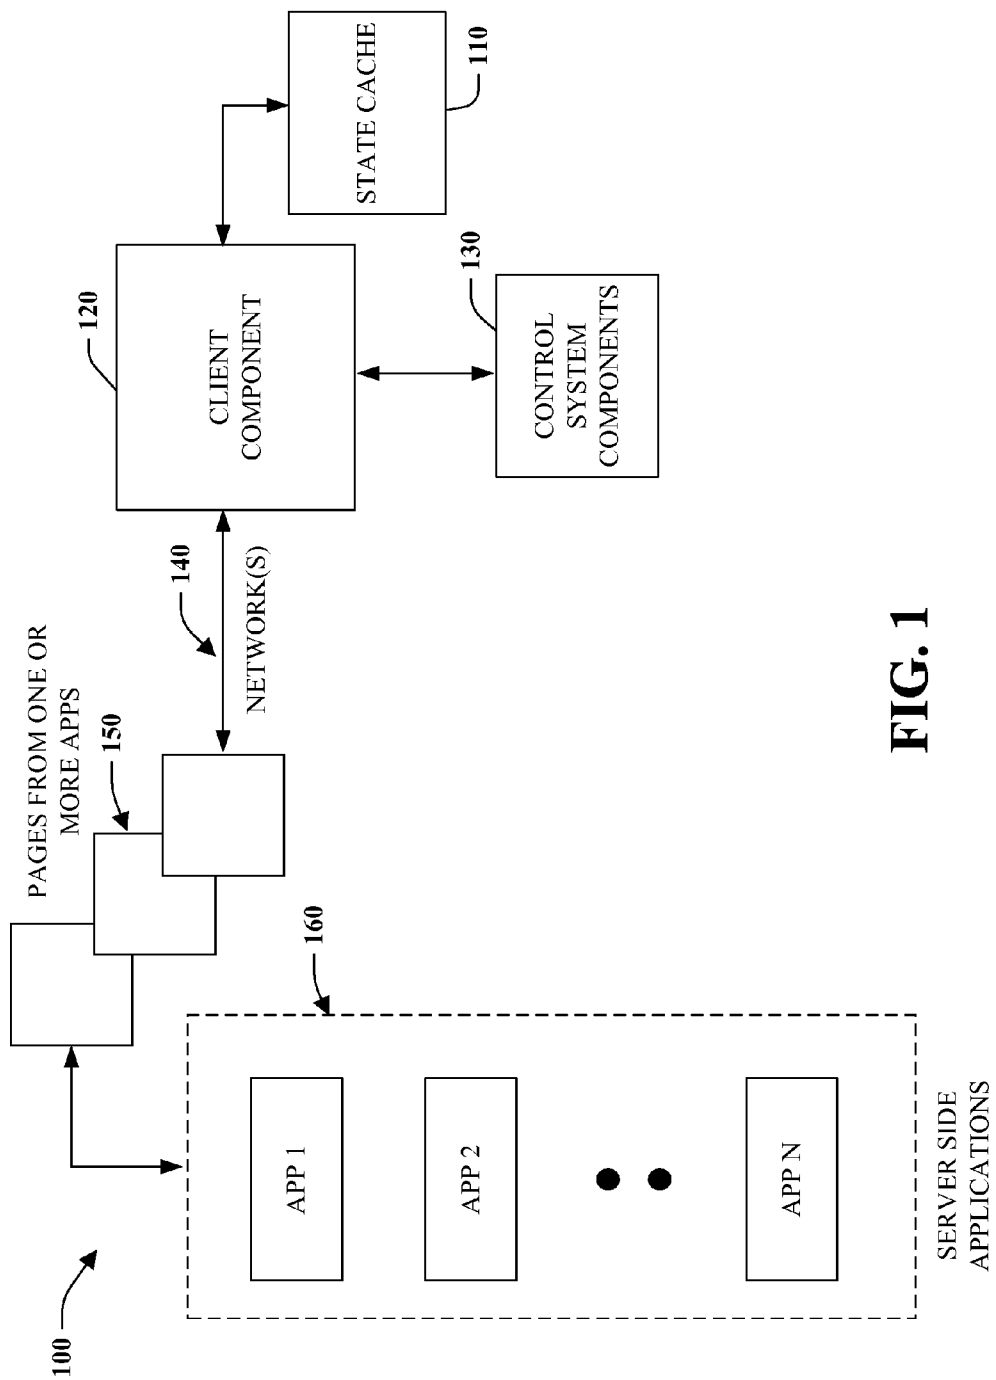 100
PAGES FROM ONE OR
MORE APPS
150
140
NETWORK(S)
120
CLIENT
COMPONENT
STATE CACHE
110
130
CONTROL
SYSTEM
COMPONENTS
160
APP 1
APP 2
APP N
SERVER SIDE
APPLICATIONS
FIG. 1